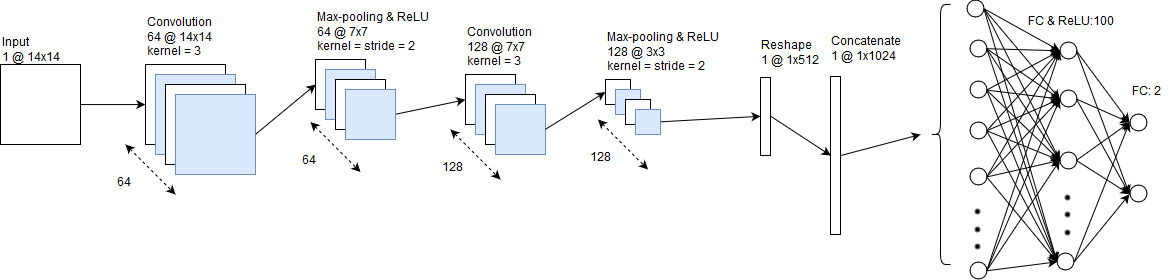 Input
1 @ 14x14
Convolution
64 @ 14x14
kernel = 3
64
Max-pooling & ReLU
64 @ 7x7
kernel = stride = 2
64
Convolution
128 @ 7x7
kernel = 3
128
Max-pooling & ReLU
128 @ 3x3
kernel = stride = 2
128
Reshape
1 @ 1x512
Concatenate
1 @ 1x1024
FC & ReLU:100
FC: 2